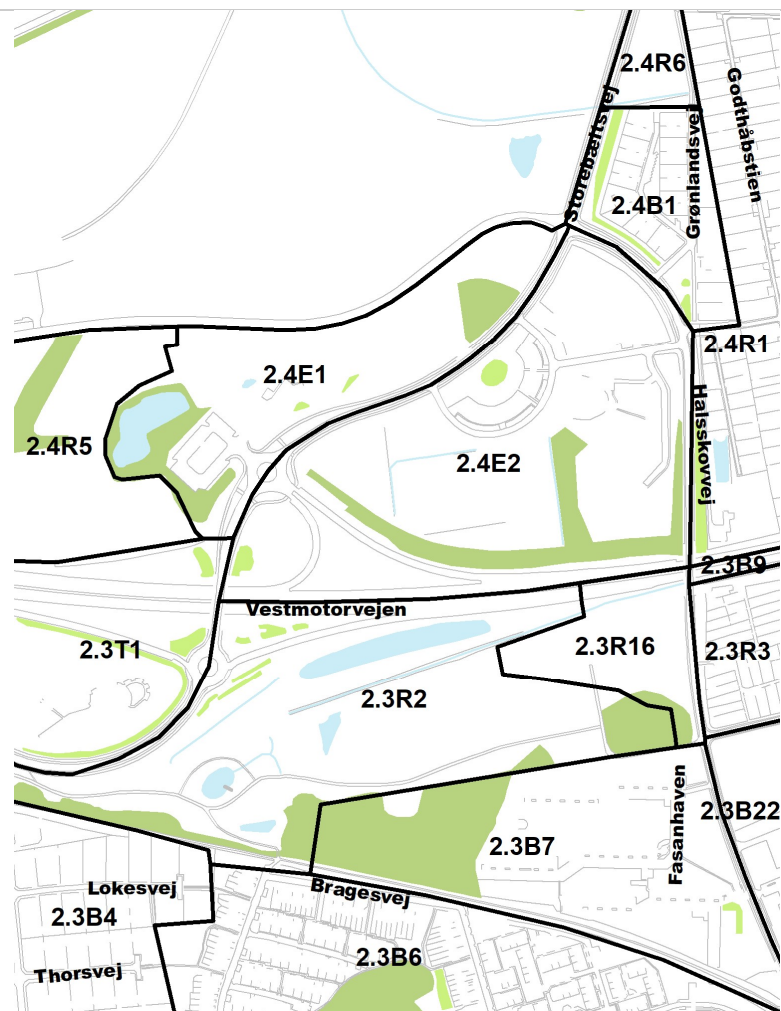 2.4R6
Godthåbstien
Storebæltsvej
Grønlandsvej
2.4B1
2.4R1
2.4E1
Halsskovvej
2.4R5
2.4E2
2.3B9
Vestmotorvejen
2.3T1
2.3R16
2.3R3
2.3R2
Fasanhaven
2.3B22
2.3B7
Lokesvej
Bragesvej
2.3B4
2.3B6
Thorsvej